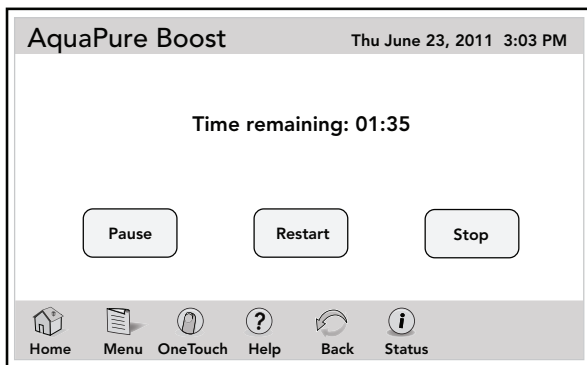 AquaPure Boost Thu June 23, 2011 3:03 PM
Time remaining: 01:35
Pause Restart Stop
? i
Home Menu OneTouch Help Back Status